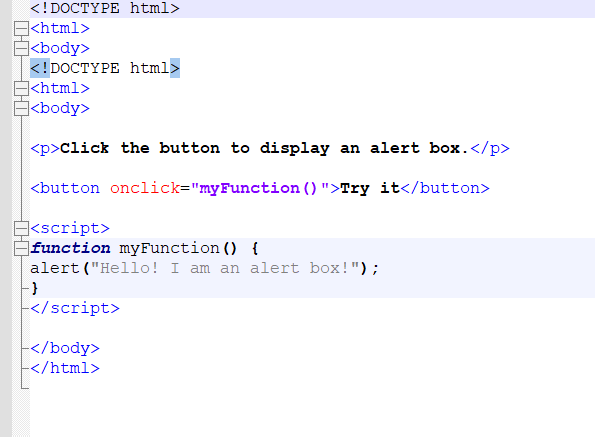 <!DOCTYPE html>
<html>
<body>
<!DOCTYPE html>
<html>
<body>
<p>Click the button to display an alert box.</p>
<button onclick="myFunction()">Try it</button>
<script>
function myFunction() {
alert("Hello! I am an alert box!");
}
</script>
</body>
</html>